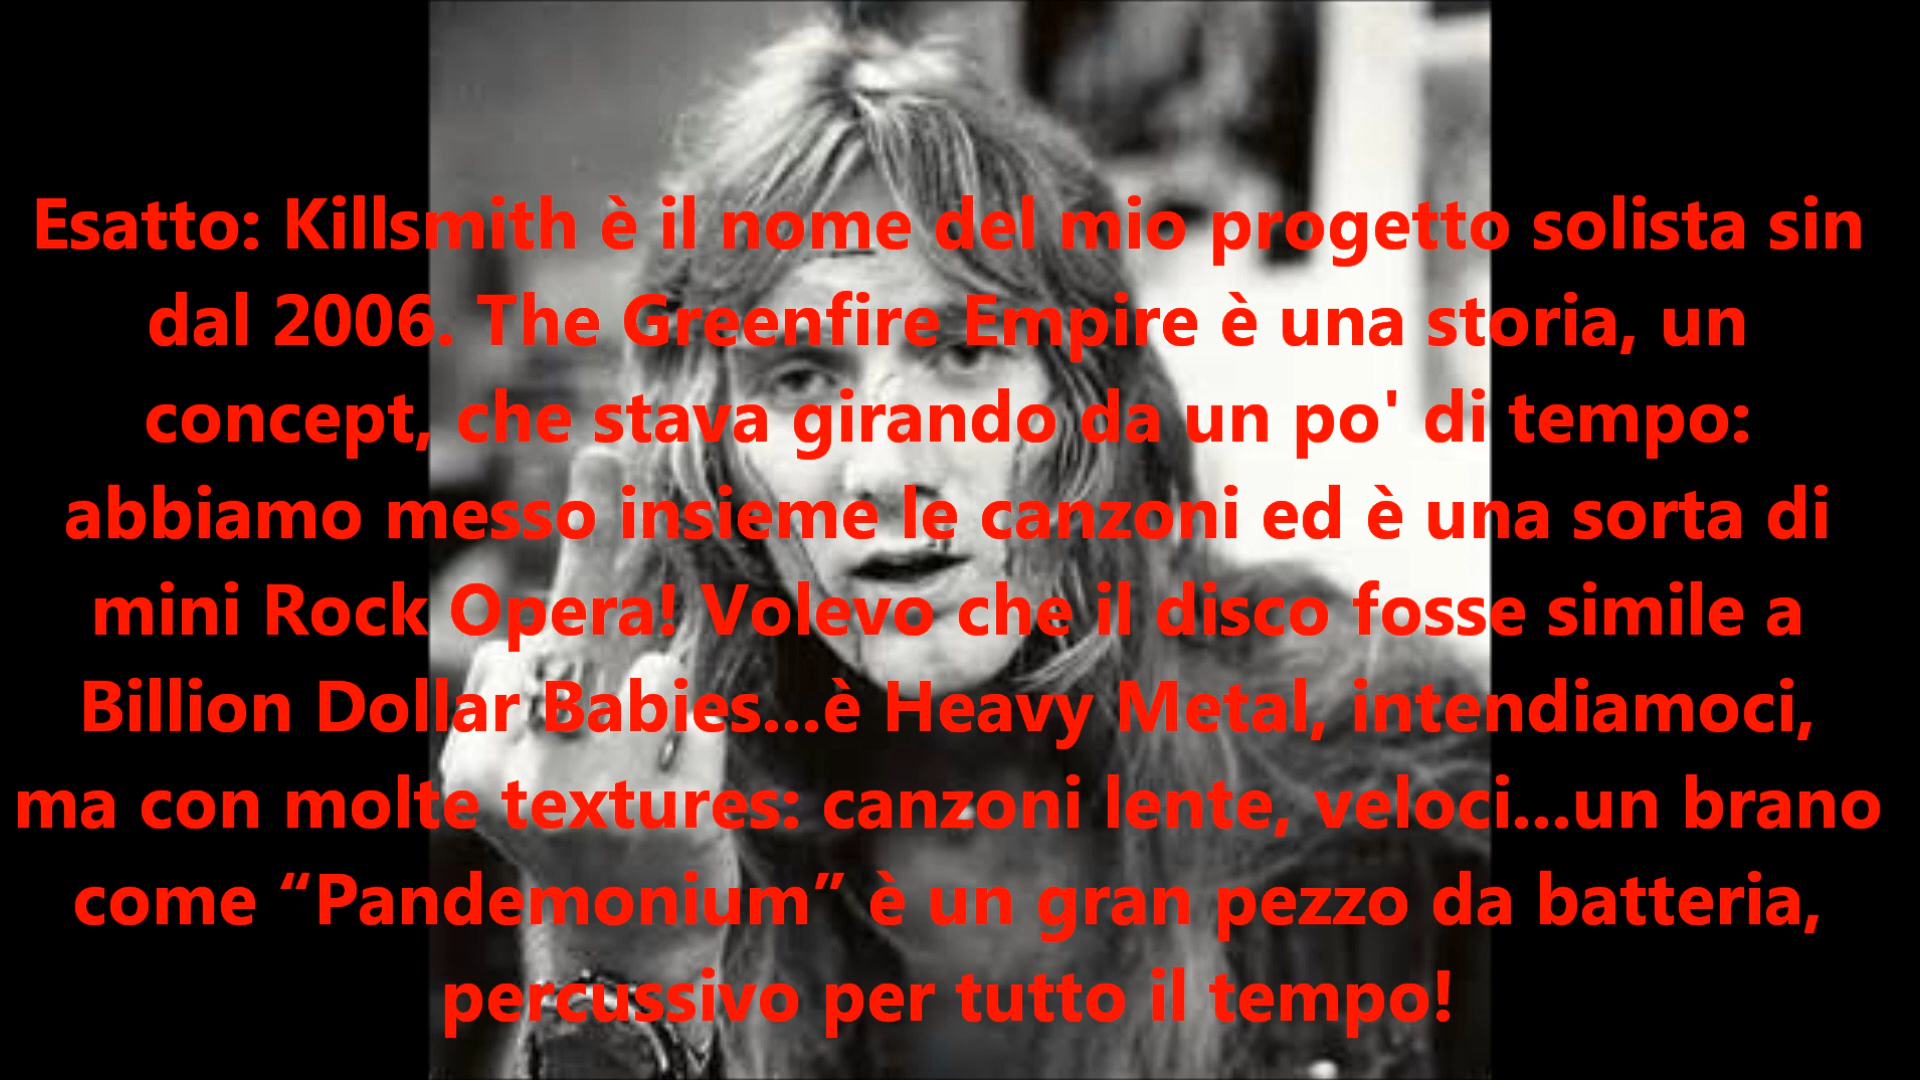 Esatto: Killsmith è il nome del mio progetto solista sin
dal 2006. The Greenfire Empire è una storia, un
concept, che stava girando da un po' di tempo:
abbiamo messo insieme le canzoni ed è una sorta di
mini Rock Opera! Volevo che il disco fosse simile a
Billion Dollar Babies...è Heavy Metal, intendiamoci,
ma con molte textures: canzoni lente, veloci...un brano
come “Pandemonium” è un gran pezzo da batteria,
percussivo per tutto il tempo!